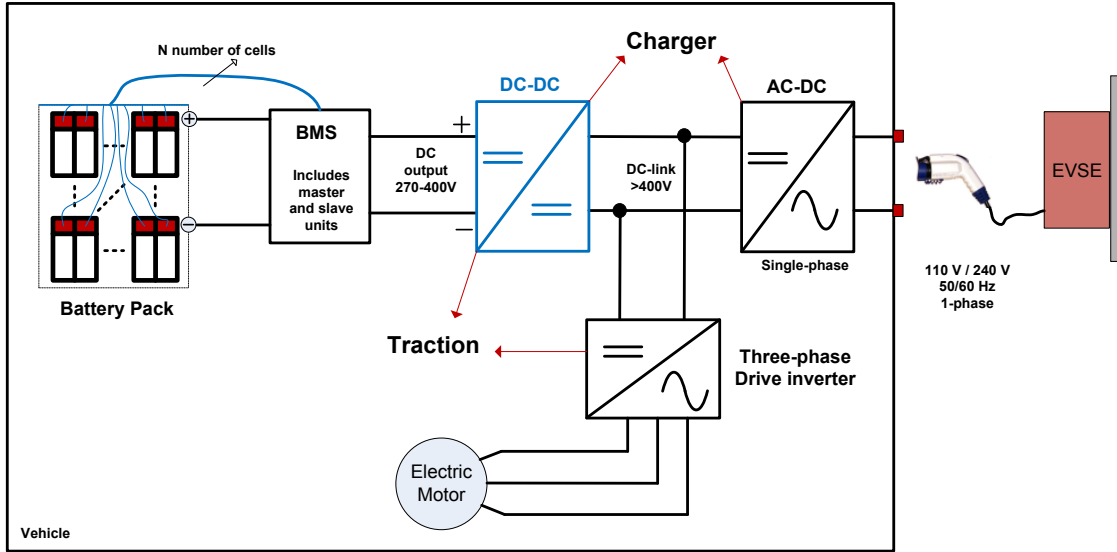 N number of cells
Charger
DC-DC
AC-DC
+
BMS
Includes
master
and slave
units
+
DC
output
270-400V
−
DC-link
>400V
EVSE
−
Single-phase
110 V / 240 V
50/60 Hz
1-phase
Battery Pack
Traction
Three-phase
Drive inverter
Electric
Motor
Vehicle